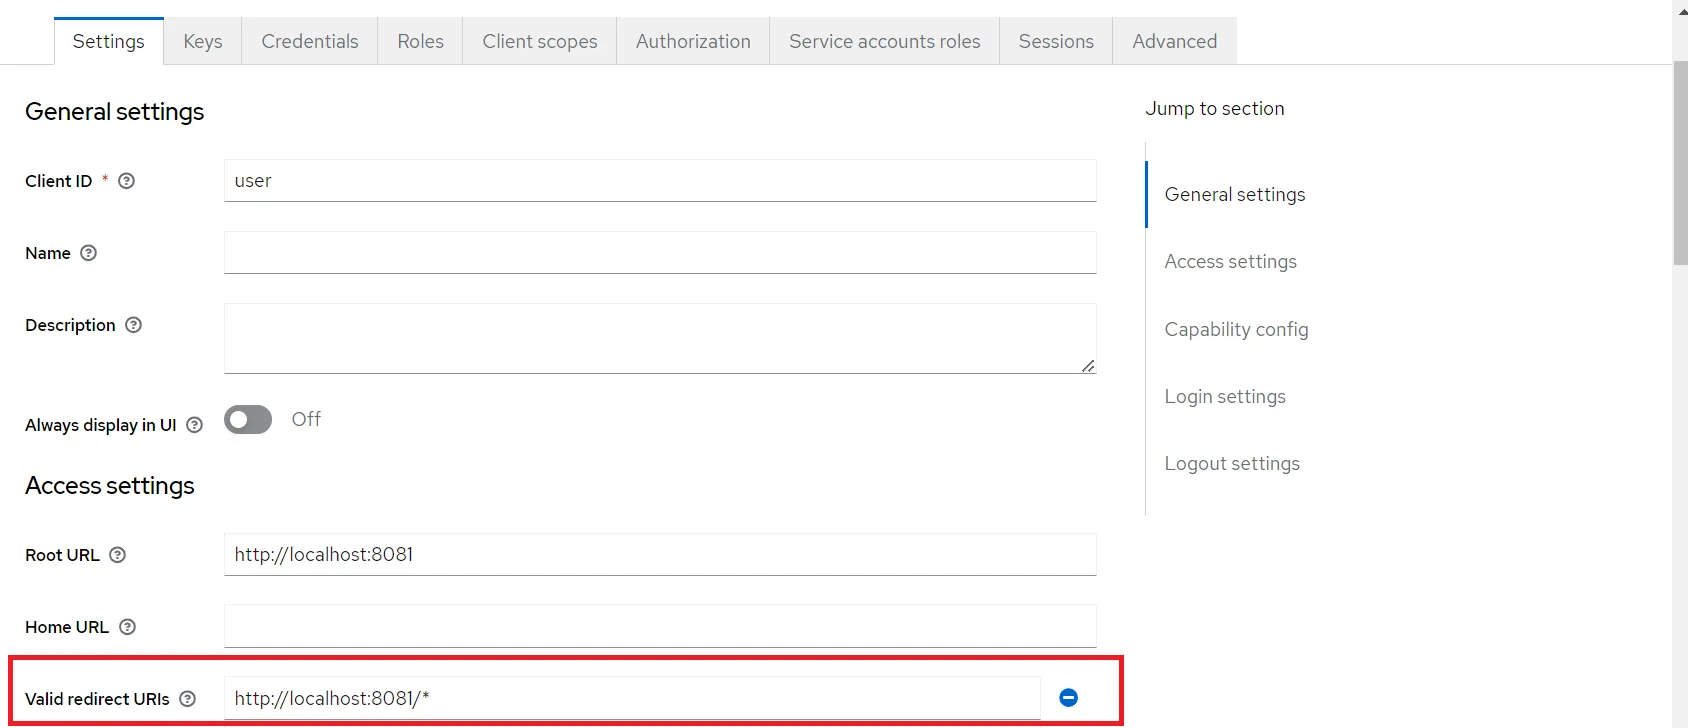 Settings Keys Credentials Roles Client scopes Authorization Service accounts roles Sessions Advanced
General settings
Client ID *
user
Name
Description
Always display in UI
Off
Access settings
Root URL
http://localhost:8081
Home URL
Valid redirect URIs
http://localhost:8081/*
Jump to section
General settings
Access settings
Capability config
Login settings
Logout settings